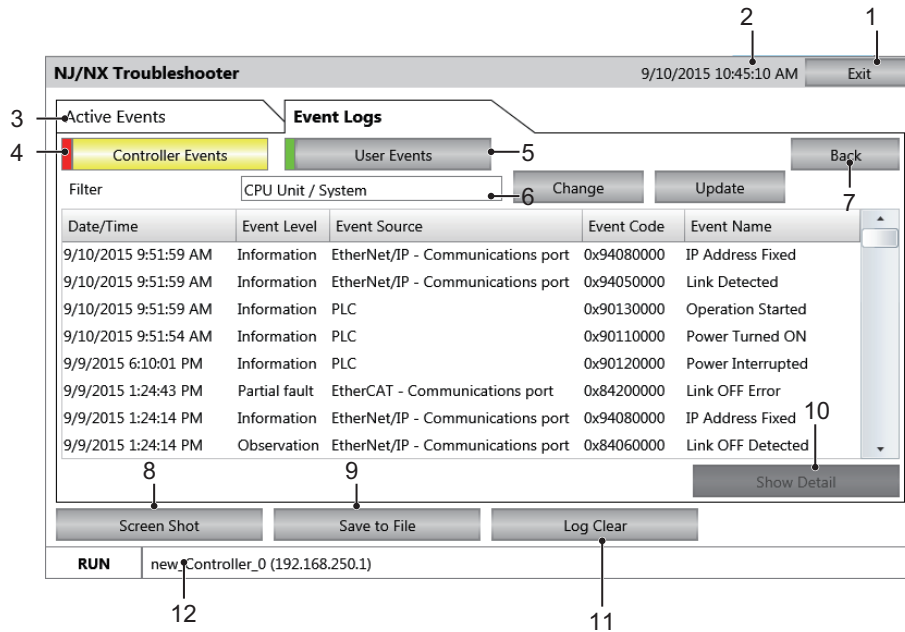 2 1
NJ/NX Troubleshooter 9/10/2015 10:45:10 AM Exit
3 Active Events Event Logs
4 Controller Events User Events 5 Back
Filter CPU Unit / System 6 Change Update 7
Date/Time Event Level Event Source Event Code Event Name
9/10/2015 9:51:59 AM Information EtherNet/IP - Communications port 0x94080000 IP Address Fixed
9/10/2015 9:51:59 AM Information EtherNet/IP - Communications port 0x94050000 Link Detected
9/10/2015 9:51:59 AM Information PLC 0x90130000 Operation Started
9/10/2015 9:51:54 AM Information PLC 0x90110000 Power Turned ON
9/9/2015 6:10:01 PM Information PLC 0x90120000 Power Interrupted
9/9/2015 1:24:43 PM Partial fault EtherCAT - Communications port 0x84200000 Link OFF Error
9/9/2015 1:24:14 PM Information EtherNet/IP - Communications port 0x94080000 IP Address Fixed 10
9/9/2015 1:24:14 PM Observation EtherNet/IP - Communications port 0x84060000 Link OFF Detected
8 9 Show Detail
Screen Shot Save to File Log Clear
RUN new_Controller_0 (192.168.250.1)
12 11